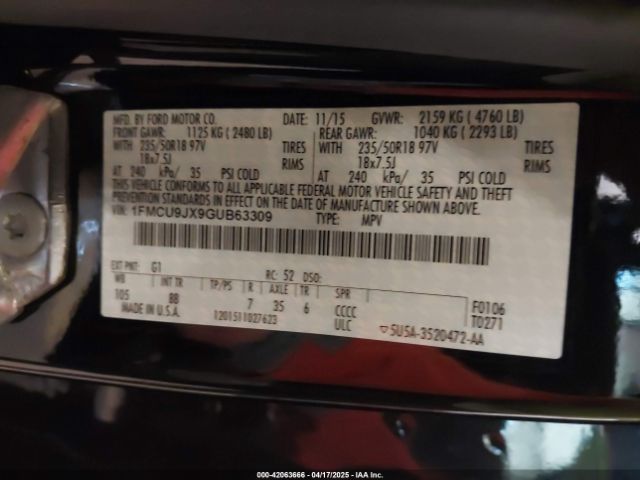 MFD. BY FORD MOTOR CO. DATE: 11/15 GVWR: 2159 KG ( 4760 LB)
FRONT GAWR: 1125 KG ( 2480 LB) REAR GAWR: 1040 KG ( 2293 LB)
WITH 235/50R18 97V TIRES WITH 235/50R18 97V TIRES
18x7.5J RIMS 18x7.5J RIMS
AT 240 kPa/ 35 PSI COLD AT 240 kPa/ 35 PSI COLD
THIS VEHICLE CONFORMS TO ALL APPLICABLE FEDERAL MOTOR VEHICLE SAFETY AND THEFT
PREVENTION STANDARDS IN EFFECT ON THE DATE OF MANUFACTURE SHOWN ABOVE.
VIN: 1FMCU9JX9GUB63309 TYPE: MPV
EXT PNT: G1 RC: 52 DSO:
WB INT TR TP/PS R AXLE TR SPR F0106
105 BB 7 35 6 CCCC T0271
MADE IN U.S.A. 1201511027623 ULC 5U5A-3520472-AA
000-42063666 - 04/17/2025 - IAA Inc.